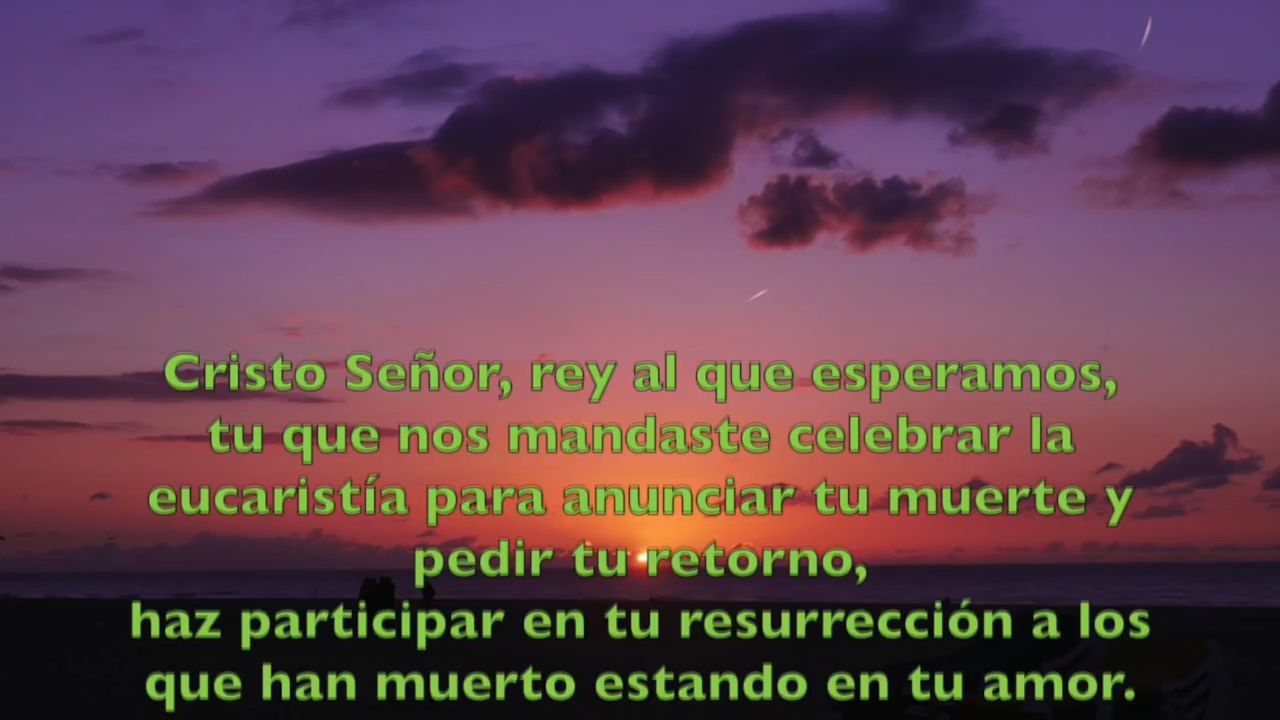 Cristo Señor, rey al que esperamos,
tu que nos mandaste celebrar la
eucaristía para anunciar tu muerte y
pedir tu retorno,
haz participar en tu resurrección a los
que han muerto estando en tu amor.